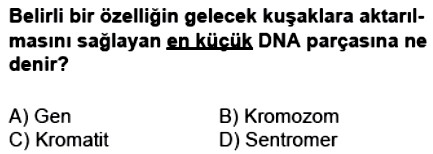 Belirli bir özelliğin gelecek kuşaklara aktarıl-
masını sağlayan en küçük DNA parçasına ne
denir?
A) Gen B) Kromozom
C) Kromatit D) Sentromer